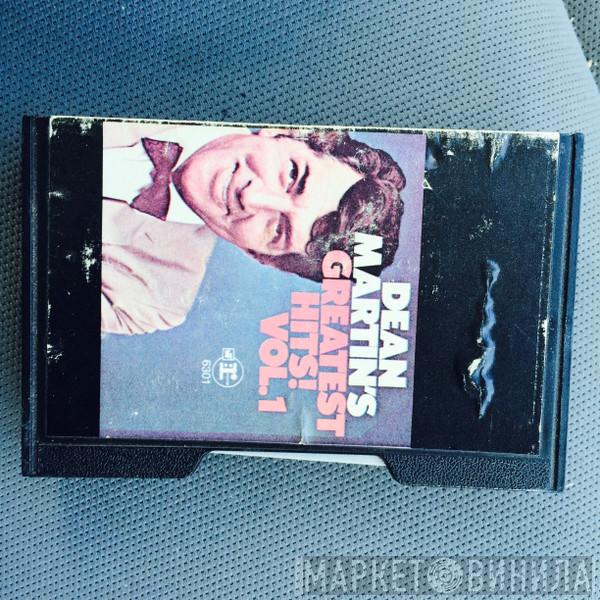 DEAN
MARTIN'S
GREATEST
HITS!
VOL.1
6301
МАРКЕТ ВИНИЛА